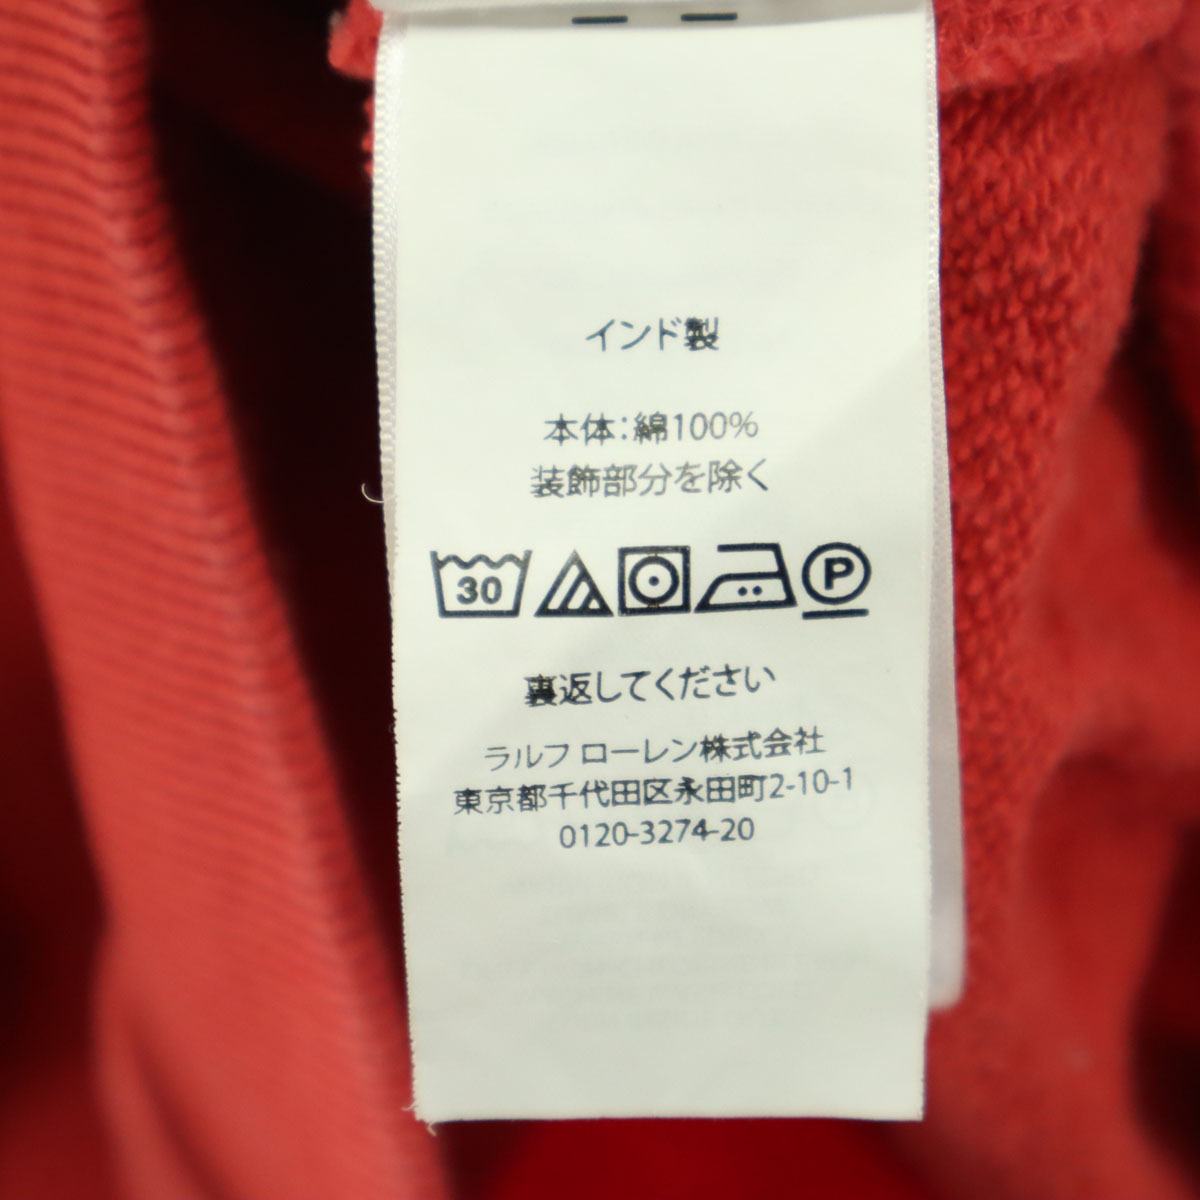 インド製
本体:綿100%
装飾部分を除く
30 P
裏返してください
ラルフ ローレン株式会社
東京都千代田区永田町2-10-1
0120-3274-20